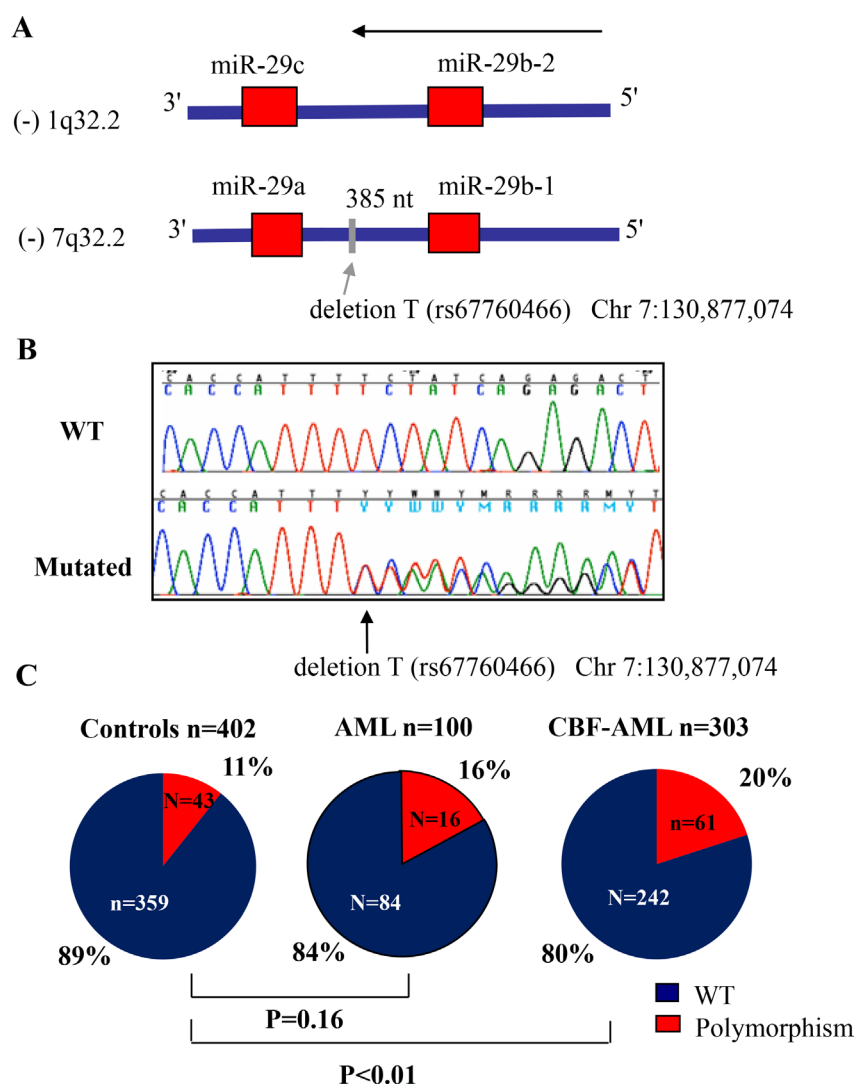 A
miR-29c miR-29b-2
3' 5'
(-) 1q32.2
miR-29a 385 nt miR-29b-1
3' 5'
(-) 7q32.2
deletion T (rs67760466) Chr 7:130,877,074
B
C A C C A T T T T C T A T C A G A G A C T
C A C C A T T T T C T A T C A G A G A C T
WT
C A C C A T T T Y Y W W Y M R R R R M Y T
C A C C A T T T Y Y W W Y M R R R R M Y T
Mutated
deletion T (rs67760466) Chr 7:130,877,074
C
Controls n=402 AML n=100 CBF-AML n=303
11% 16% 20%
N=43 N=16 n=61
n=359 N=84 N=242
89% 84% 80%
WT
P=0.16 Polymorphism
P<0.01